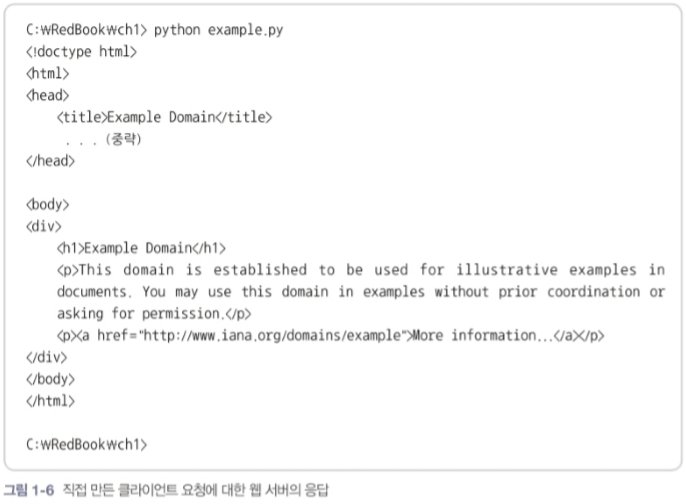 C:₩RedBook₩ch1> python example.py
<!doctype html>
<html>
<head>
<title>Example Domain</title>
. . . (중략)
</head>
<body>
<div>
<h1>Example Domain</h1>
<p>This domain is established to be used for illustrative examples in
documents. You may use this domain in examples without prior coordination or
asking for permission.</p>
<p><a href="http://www.iana.org/domains/example">More information...</a></p>
</div>
</body>
</html>
C:₩RedBook₩ch1>
그림 1-6 직접 만든 클라이언트 요청에 대한 웹 서버의 응답